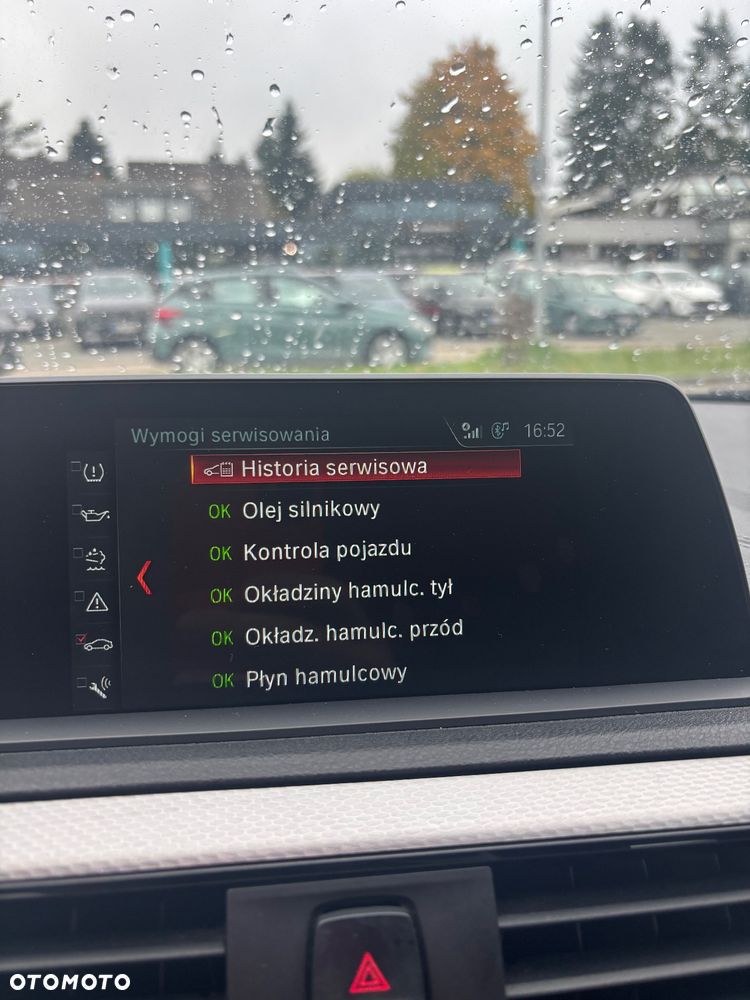 Wymogi serwisowania
16:52
Historia serwisowa
OK Olej silnikowy
OK Kontrola pojazdu
OK Okładziny hamulc. tył
OK Okładz. hamulc. przód
OK Płyn hamulcowy
OTOMOTO